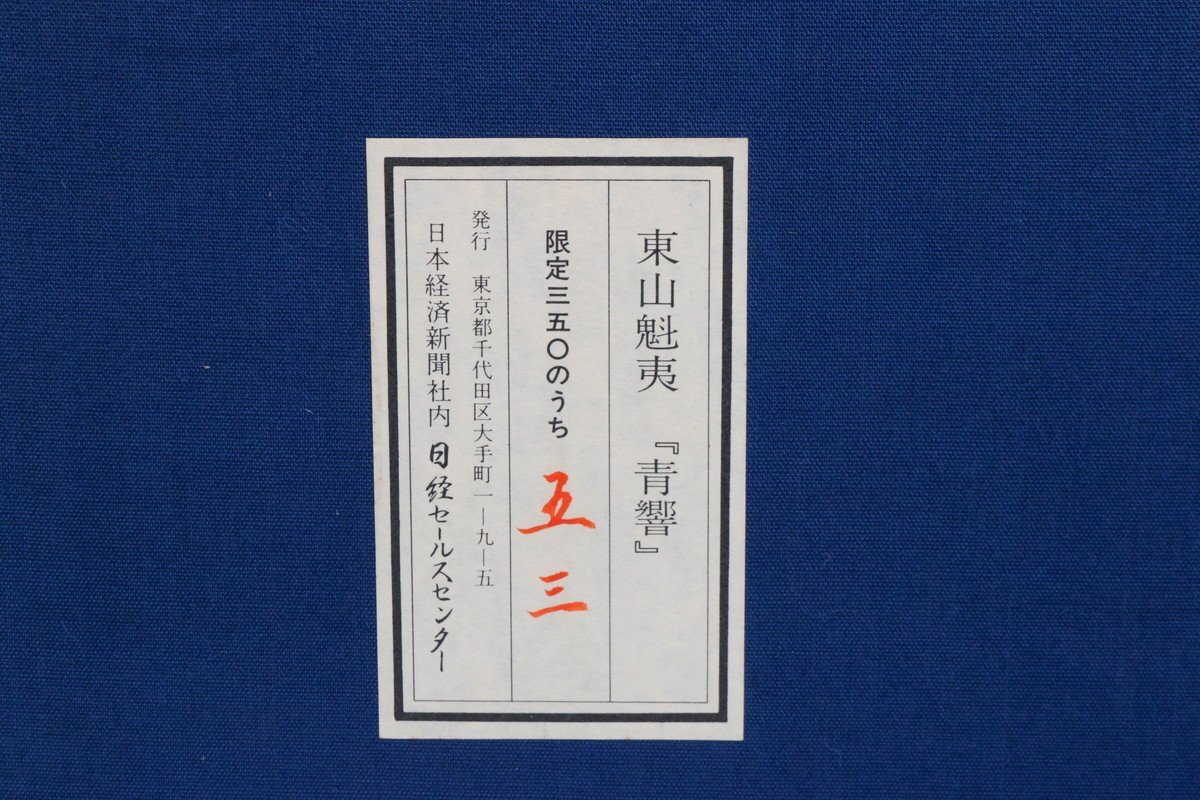 東山魁夷 『青響』
限定三五〇のうち 五三
発行 東京都千代田区大手町一―九―五
日本経済新聞社内 日経セールスセンター